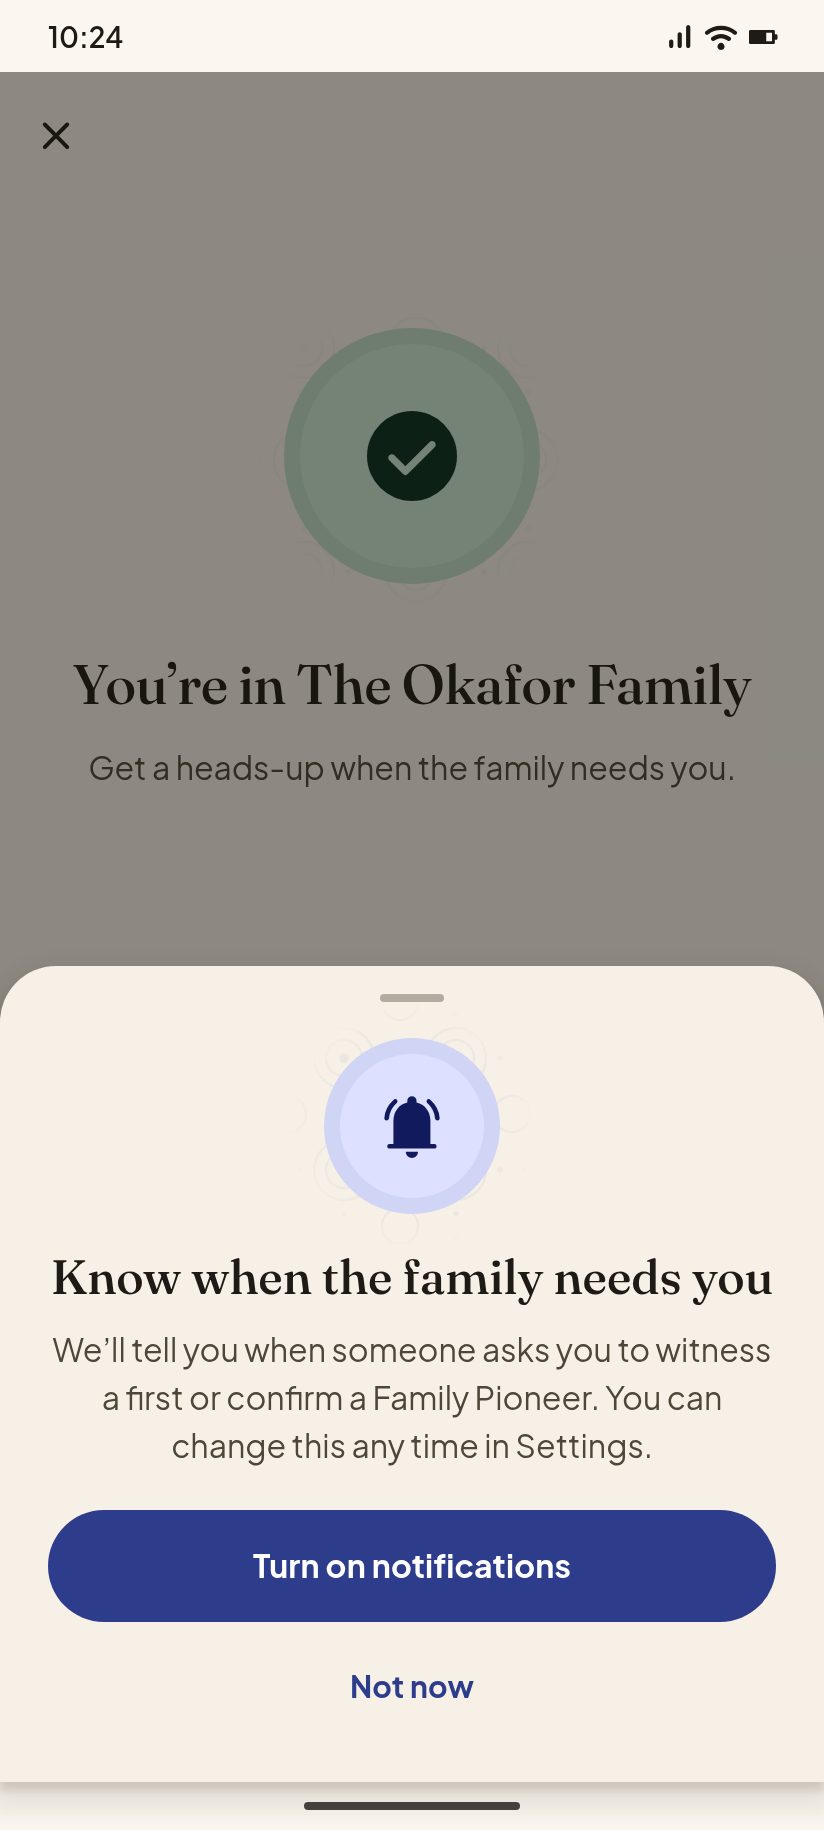 10:24
You’re in The Okafor Family
Get a heads-up when the family needs you.
Know when the family needs you
We’ll tell you when someone asks you to witness
a first or confirm a Family Pioneer. You can
change this any time in Settings.
Turn on notifications
Not now